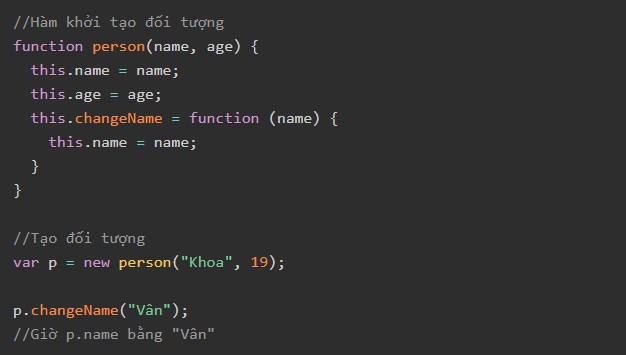 //Hàm khởi tạo đối tượng
function person(name, age) {
  this.name = name;
  this.age = age;
  this.changeName = function (name) {
    this.name = name;
  }
}

//Tạo đối tượng
var p = new person("Khoa", 19);

p.changeName("Vân");
//Giờ p.name bằng "Vân"